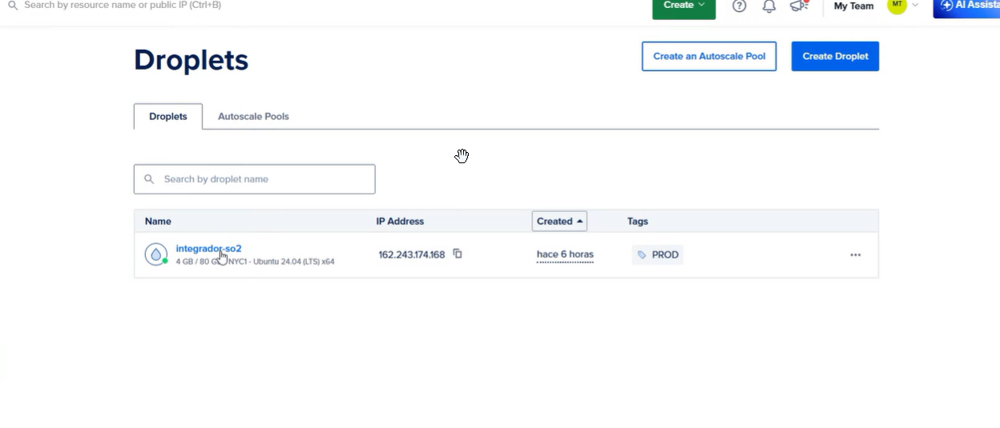 Search by resource name or public IP (Ctrl+B)
Create
My Team
MT
AI Assista
Droplets
Create an Autoscale Pool
Create Droplet
Droplets
Autoscale Pools
Search by droplet name
Name
IP Address
Created
Tags
integrador-so2
162.243.174.168
hace 6 horas
PROD
4 GB / 80 G NYC1 - Ubuntu 24.04 (LTS) x64